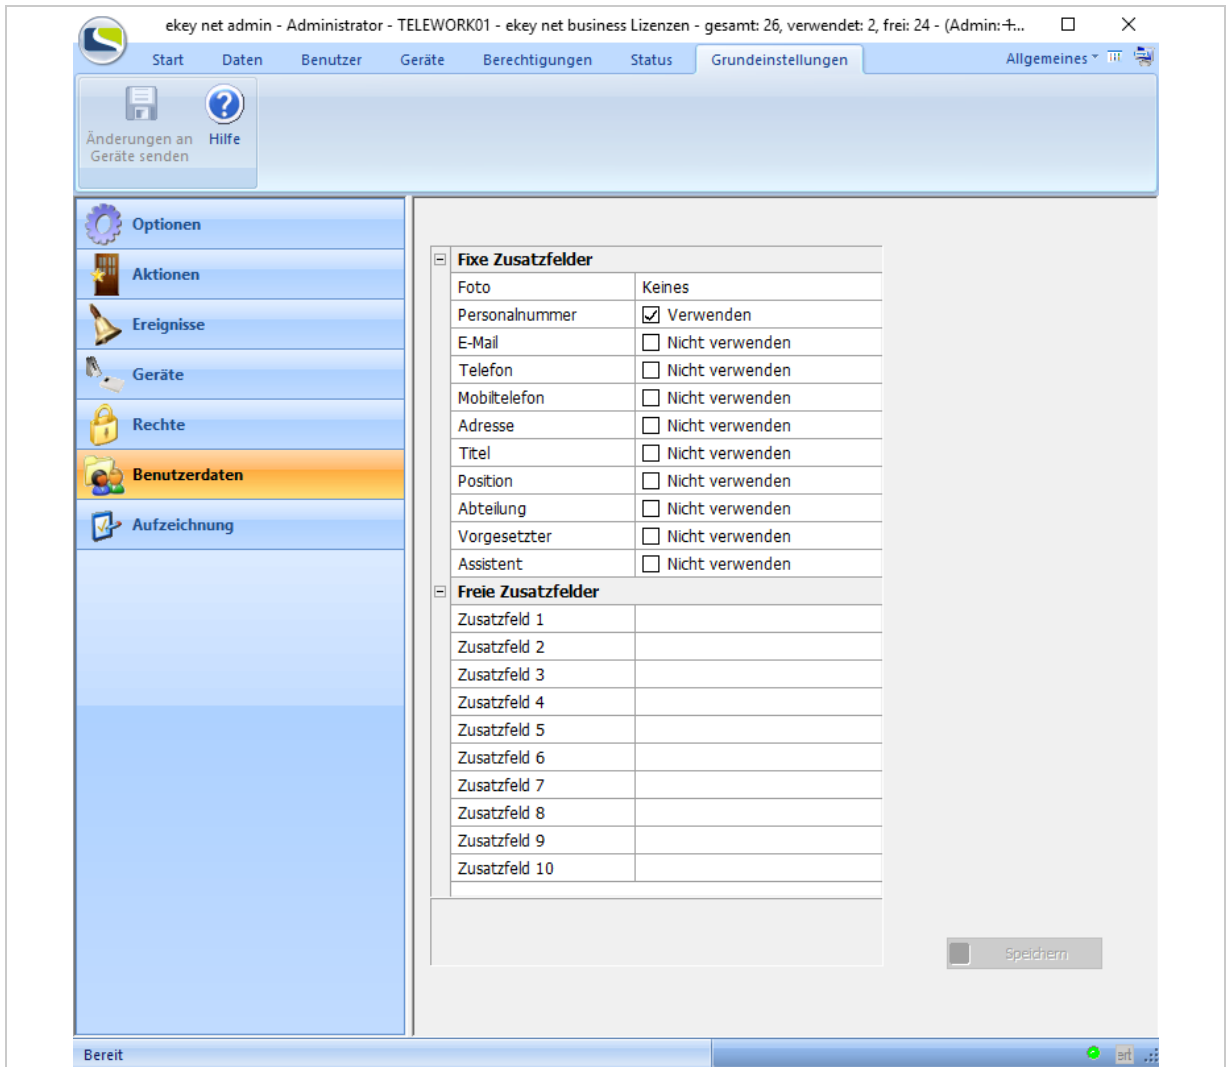 ekey net admin - Administrator - TELEWORK01 - ekey net business Lizenzen - gesamt: 26, verwendet: 2, frei: 24 - (Admin: 1...
Start Daten Benutzer Geräte Berechtigungen Status Grundeinstellungen Allgemeines
Änderungen an Geräte senden
Hilfe
Optionen
Aktionen
Ereignisse
Geräte
Rechte
Benutzerdaten
Aufzeichnung
Fixe Zusatzfelder
Foto Keines
Personalnummer Verwenden
E-Mail Nicht verwenden
Telefon Nicht verwenden
Mobiltelefon Nicht verwenden
Adresse Nicht verwenden
Titel Nicht verwenden
Position Nicht verwenden
Abteilung Nicht verwenden
Vorgesetzter Nicht verwenden
Assistent Nicht verwenden
Freie Zusatzfelder
Zusatzfeld 1
Zusatzfeld 2
Zusatzfeld 3
Zusatzfeld 4
Zusatzfeld 5
Zusatzfeld 6
Zusatzfeld 7
Zusatzfeld 8
Zusatzfeld 9
Zusatzfeld 10
Speichern
Bereit